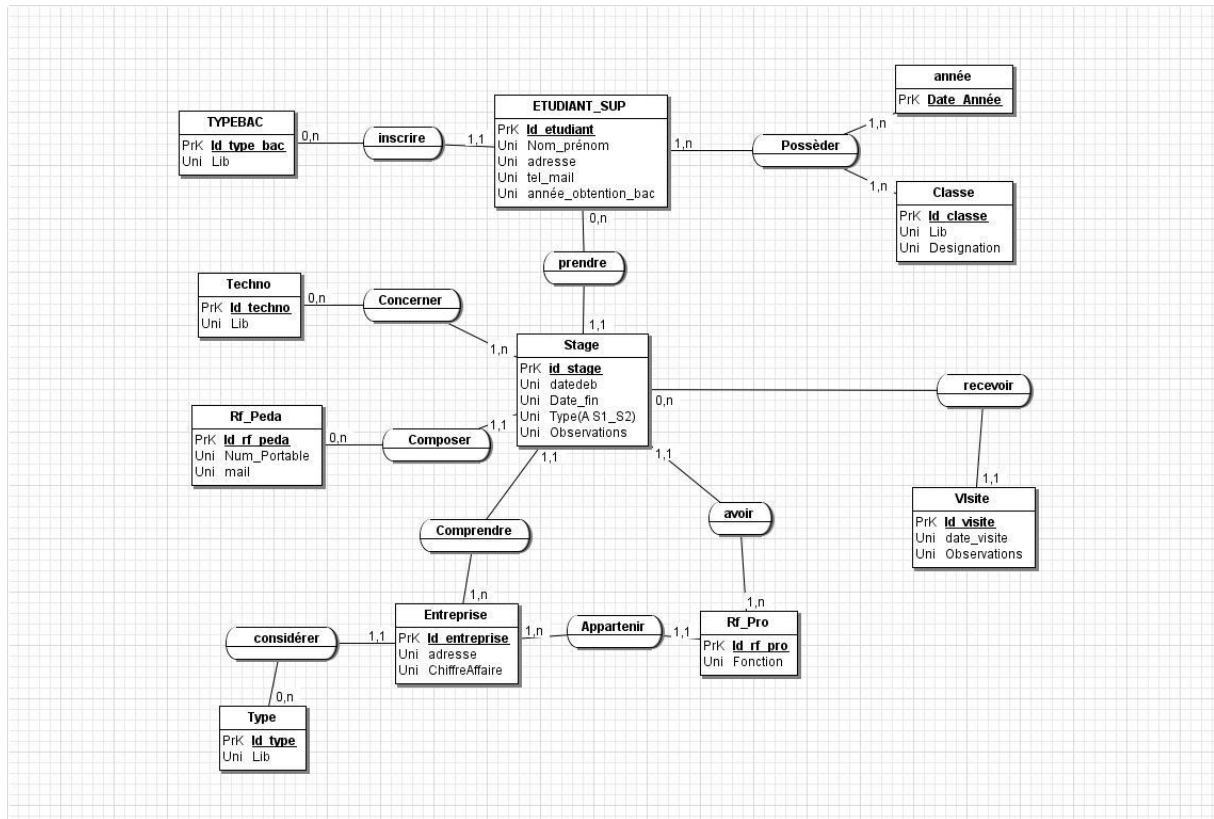 année
PrK Date_Année
ETUDIANT_SUP
PrK Id_etudiant
Uni Nom_prénom
Uni adresse
Uni tel_mail
Uni année_obtention_bac
TYPEBAC
PrK Id_type_bac
Uni Lib
0,n
inscrire
1,1
1,n
Possèder
1,n
1,n
Classe
PrK Id_classe
Uni Lib
Uni Designation
0,n
prendre
1,1
Techno
PrK Id_techno
Uni Lib
0,n
Concerner
1,n
Stage
PrK id_stage
Uni datedeb
Uni Date_fin
Uni Type(A S1_S2)
Uni Observations
0,n
recevoir
1,1
Rf_Peda
PrK Id_rf_peda
Uni Num_Portable
Uni mail
0,n
Composer
1,1
1,1
1,1
VIsite
PrK Id_visite
Uni date_visite
Uni Observations
Comprendre
avoir
1,n
1,n
Entreprise
PrK Id_entreprise
Uni adresse
Uni ChiffreAffaire
1,n
Appartenir
1,1
Rf_Pro
PrK Id_rf_pro
Uni Fonction
considérer
1,1
0,n
Type
PrK Id_type
Uni Lib